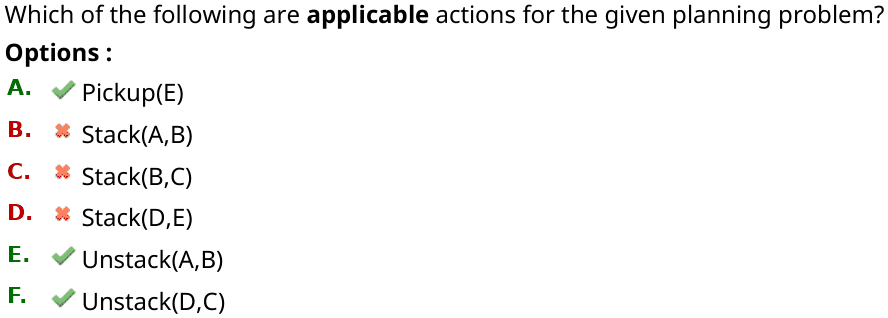 Which of the following are applicable actions for the given planning problem?
Options :
A. Pickup(E)
B. Stack(A,B)
C. Stack(B,C)
D. Stack(D,E)
E. Unstack(A,B)
F. Unstack(D,C)